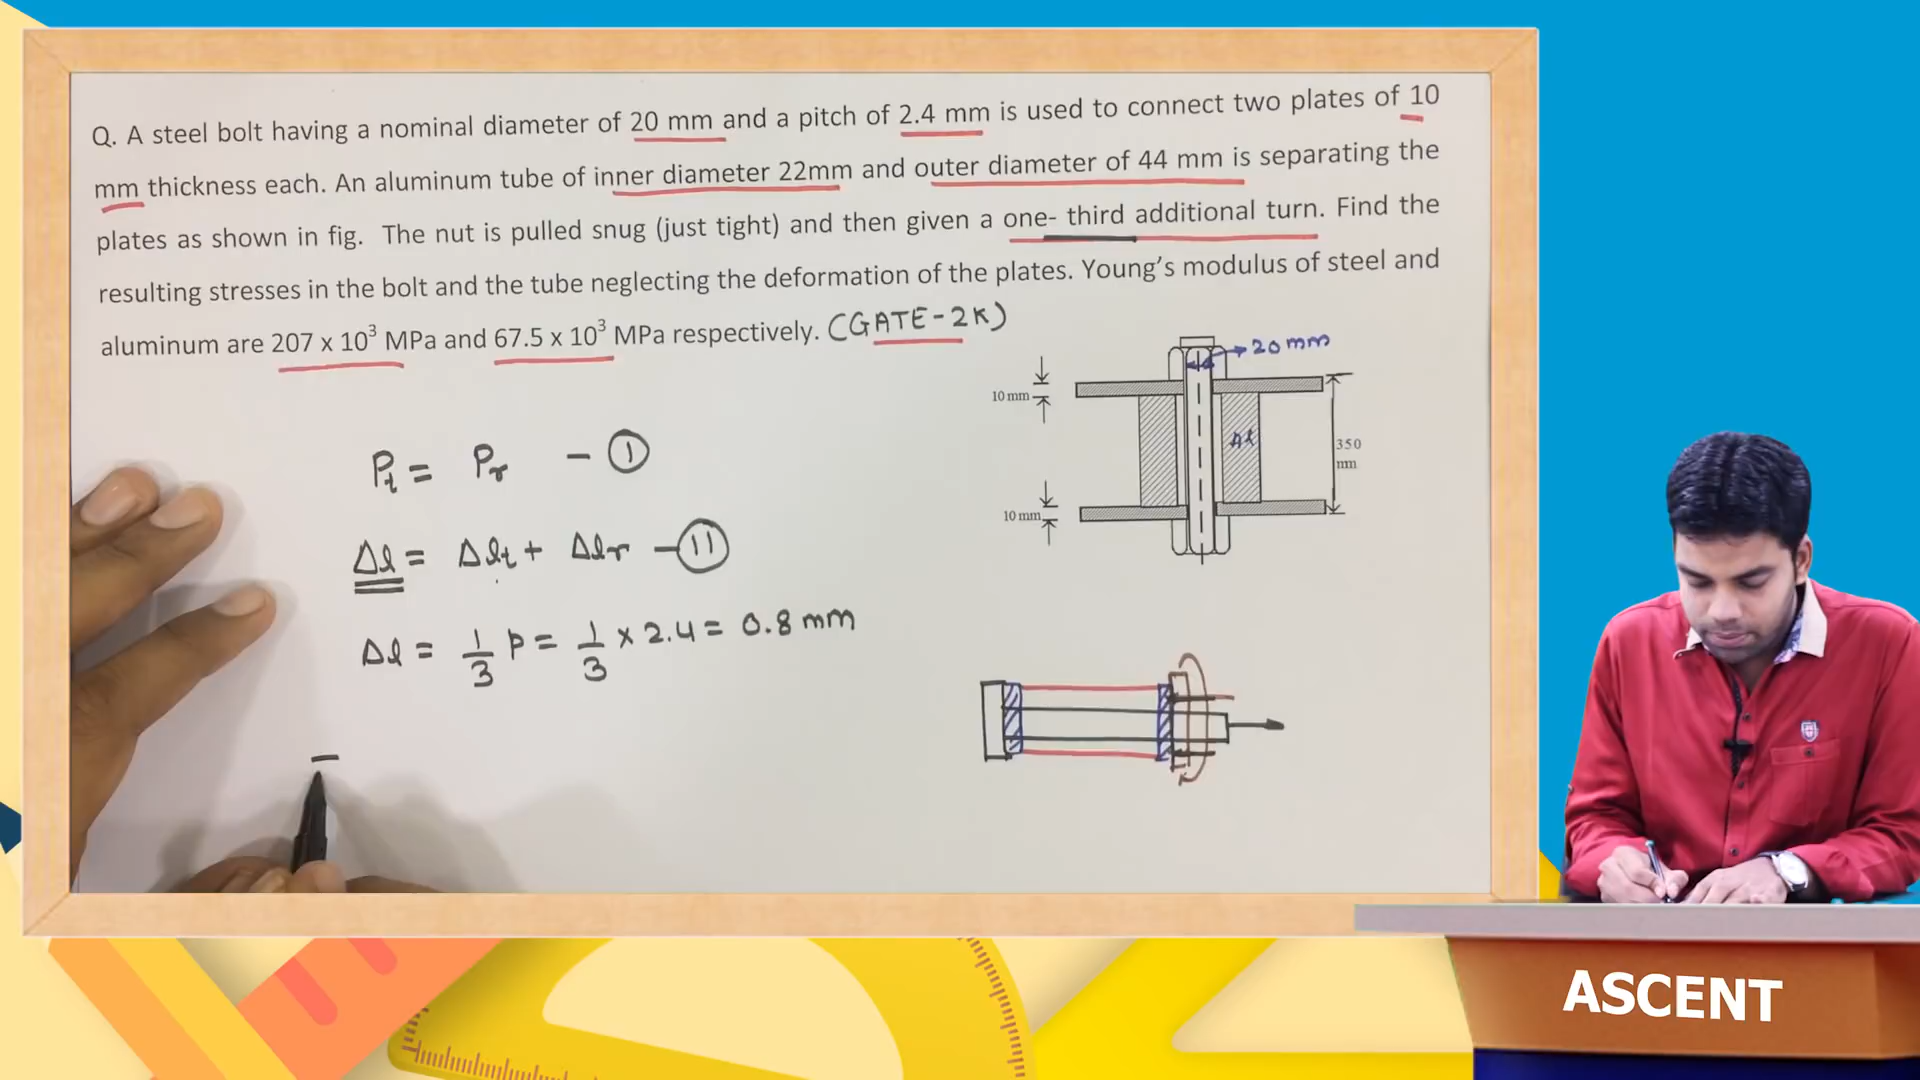 Q. A steel bolt having a nominal diameter of 20 mm and a pitch of 2.4 mm is used to connect two plates of 10
mm thickness each. An aluminum tube of inner diameter 22mm and outer diameter of 44 mm is separating the
plates as shown in fig. The nut is pulled snug (just tight) and then given a one- third additional turn. Find the
resulting stresses in the bolt and the tube neglecting the deformation of the plates. Young's modulus of steel and
aluminum are 207 x 10³ MPa and 67.5 x 10³ MPa respectively. (GATE-2K)
20 mm
10 mm
Al
350
mm
10 mm
Pt = Pr - ①
Δl = Δlt + Δlr - ⑪
Δl = 1/3 P = 1/3 x 2.4 = 0.8 mm
ASCENT